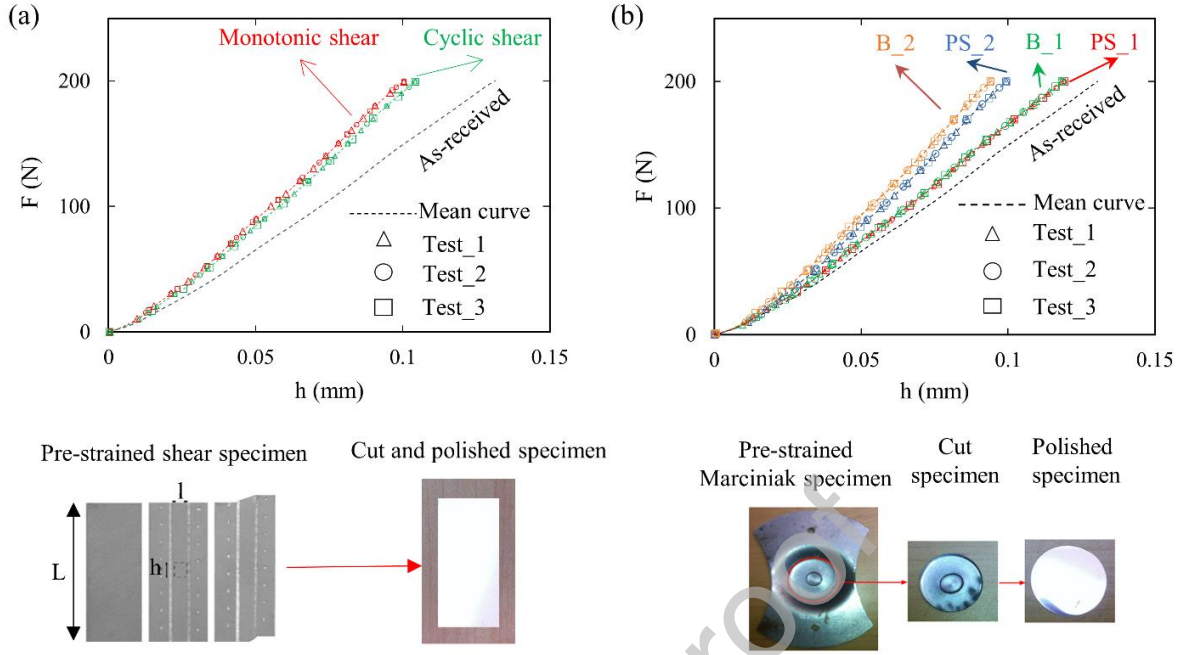 (a)
Monotonic shear
Cyclic shear
200
As-received
F (N)
100
Mean curve
Test_1
Test_2
Test_3
0
0
0.05
0.1
0.15
h (mm)
(b)
B_2
PS_2
B_1
PS_1
200
As-received
F (N)
100
Mean curve
Test_1
Test_2
Test_3
0
0
0.05
0.1
0.15
h (mm)
Pre-strained shear specimen
Cut and polished specimen
l
L
h
Pre-strained
Marciniak specimen
Cut
specimen
Polished
specimen